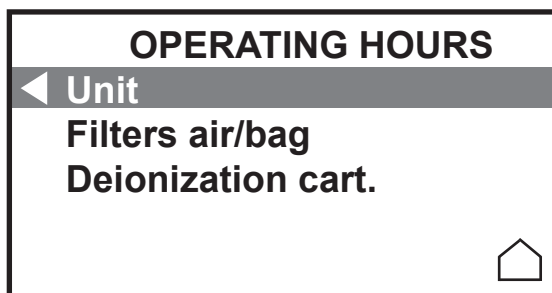 OPERATING HOURS
Unit
Filters air/bag
Deionization cart.